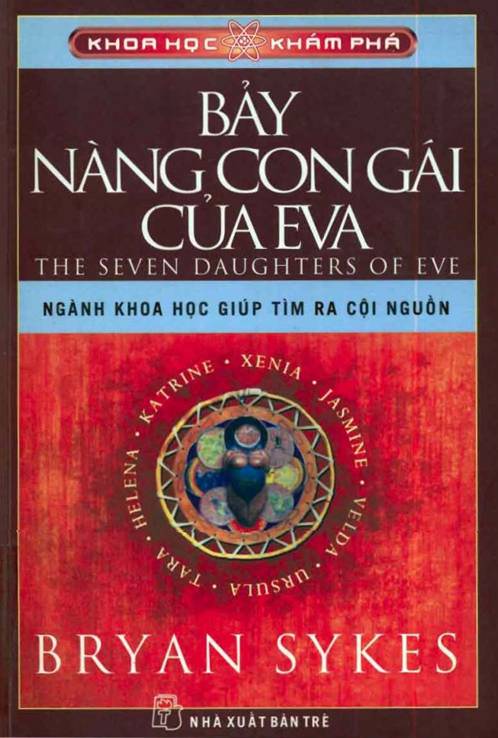 KHOA HỌC KHÁM PHÁ
BẢY
NÀNG CON GÁI
CỦA EVA
THE SEVEN DAUGHTERS OF EVE
NGÀNH KHOA HỌC GIÚP TÌM RA CỘI NGUỒN
XENIA · JASMINE · VELDA · URSULA · TARA · HELENA · KATRINE ·
BRYAN SYKES
NHÀ XUẤT BẢN TRẺ